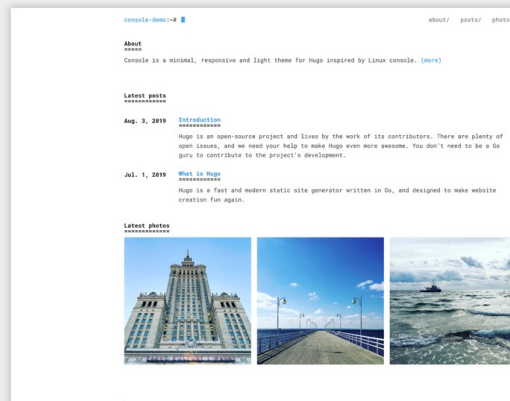 console-demo:~#
about/ posts/ photo
About
=====
Console is a minimal, responsive and light theme for Hugo inspired by Linux console. (more)
Latest posts
============
Aug. 3, 2019
Introduction
============
Hugo is an open-source project and lives by the work of its contributors. There are plenty of
open issues, and we need your help to make Hugo even more awesome. You don't need to be a Go
guru to contribute to the project's development.
Jul. 1, 2019
What is Hugo
============
Hugo is a fast and modern static site generator written in Go, and designed to make website
creation fun again.
Latest photos
=============